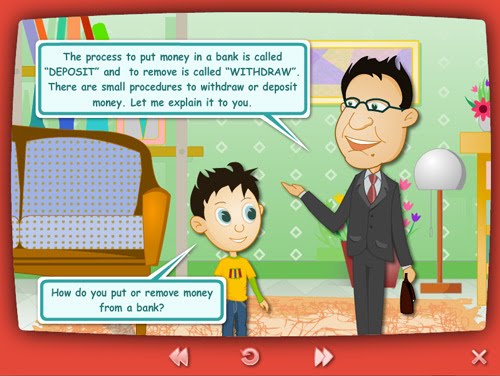 The process to put money in a bank is called
“DEPOSIT” and to remove is called “WITHDRAW”.
There are small procedures to withdraw or deposit
money. Let me explain it to you.
How do you put or remove money
from a bank?